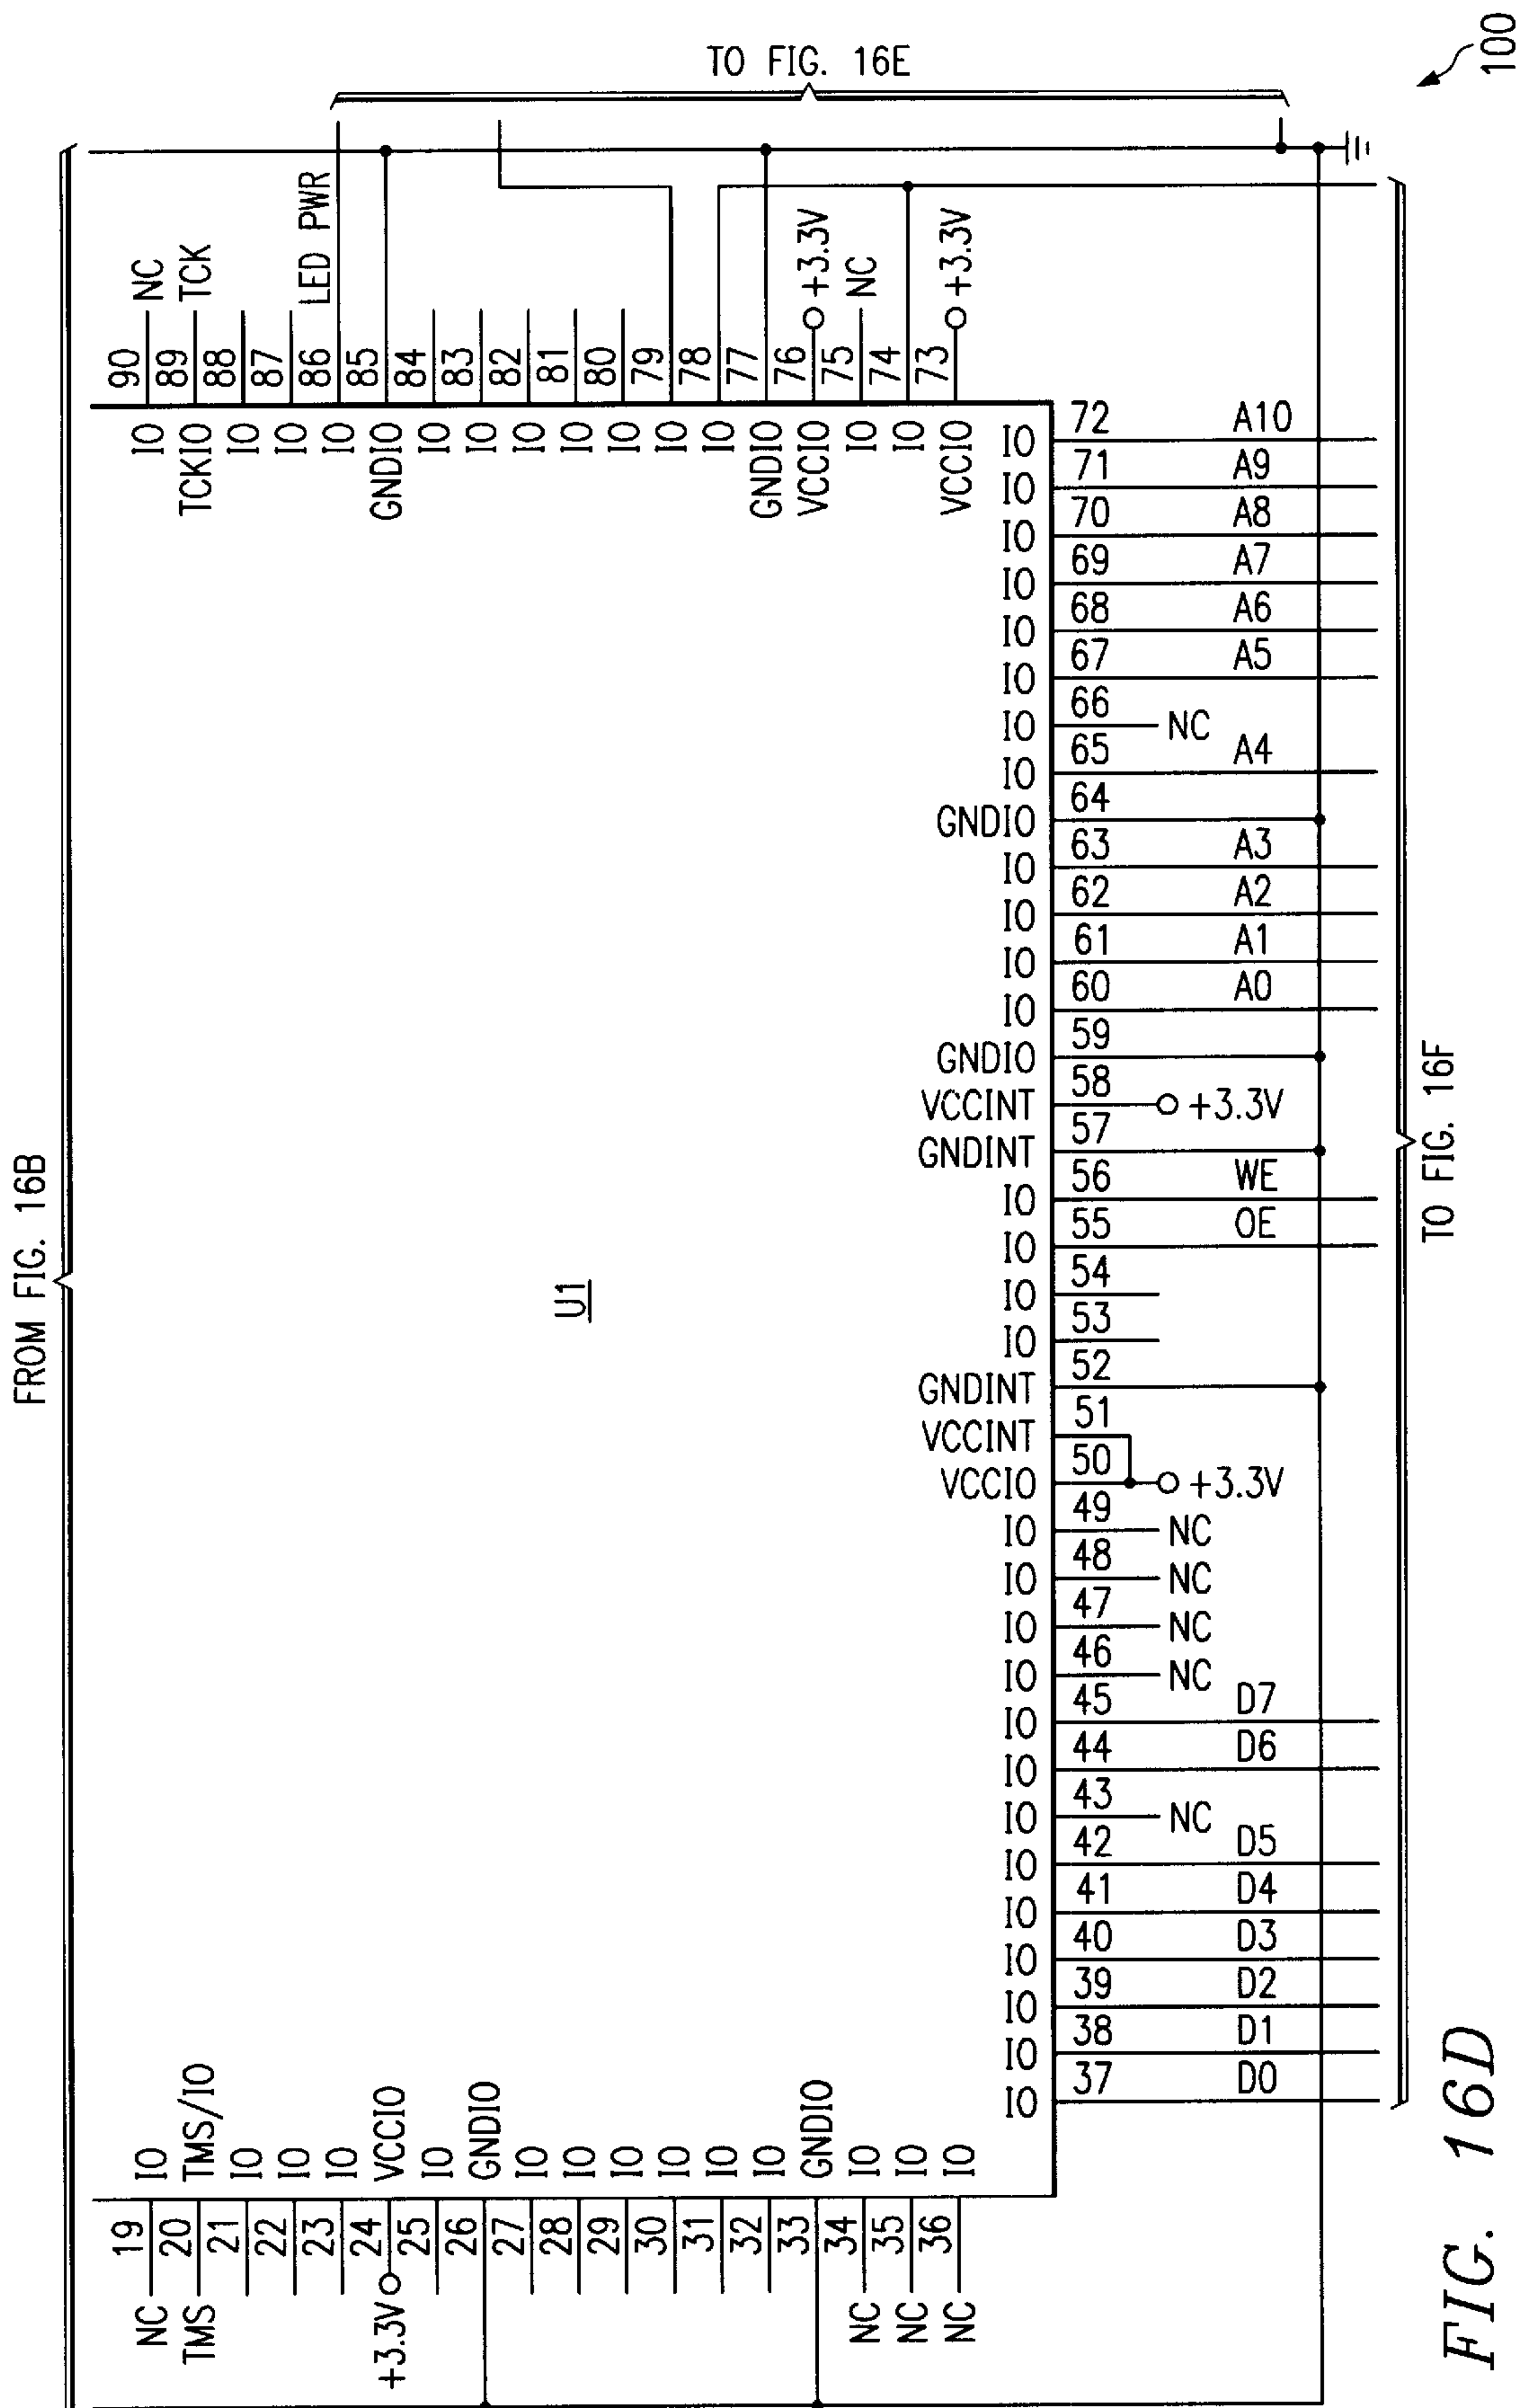 FROM FIG. 16B
NC 19 IO
TMS 20 TMS/IO
21 IO
22 IO
23 IO
+3.3V 24 VCCIO
25 IO
26 GNDIO
27 IO
28 IO
29 IO
30 IO
31 IO
32 IO
33 GNDIO
NC 34 IO
NC 35 IO
NC 36 IO
U1
IO 90 NC
TCKIO 89 TCK
IO 88
IO 87
IO 86 LED PWR
GNDIO 85
IO 84
IO 83
IO 82
IO 81
IO 80
IO 79
IO 78
GNDIO 77
VCCIO 76 +3.3V
IO 75 NC
IO 74
VCCIO 73 +3.3V
TO FIG. 16E
IO 37 D0
IO 38 D1
IO 39 D2
IO 40 D3
IO 41 D4
IO 42 D5
IO 43 NC
IO 44 D6
IO 45 D7
IO 46 NC
IO 47 NC
IO 48 NC
IO 49 NC
VCCIO 50 +3.3V
VCCINT 51
GNDINT 52
IO 53
IO 54
IO 55 OE
IO 56 WE
GNDINT 57
VCCINT 58 +3.3V
GNDIO 59
IO 60 A0
IO 61 A1
IO 62 A2
IO 63 A3
GNDIO 64
IO 65 A4
IO 66 NC
IO 67 A5
IO 68 A6
IO 69 A7
IO 70 A8
IO 71 A9
IO 72 A10
TO FIG. 16F
FIG. 16D
100